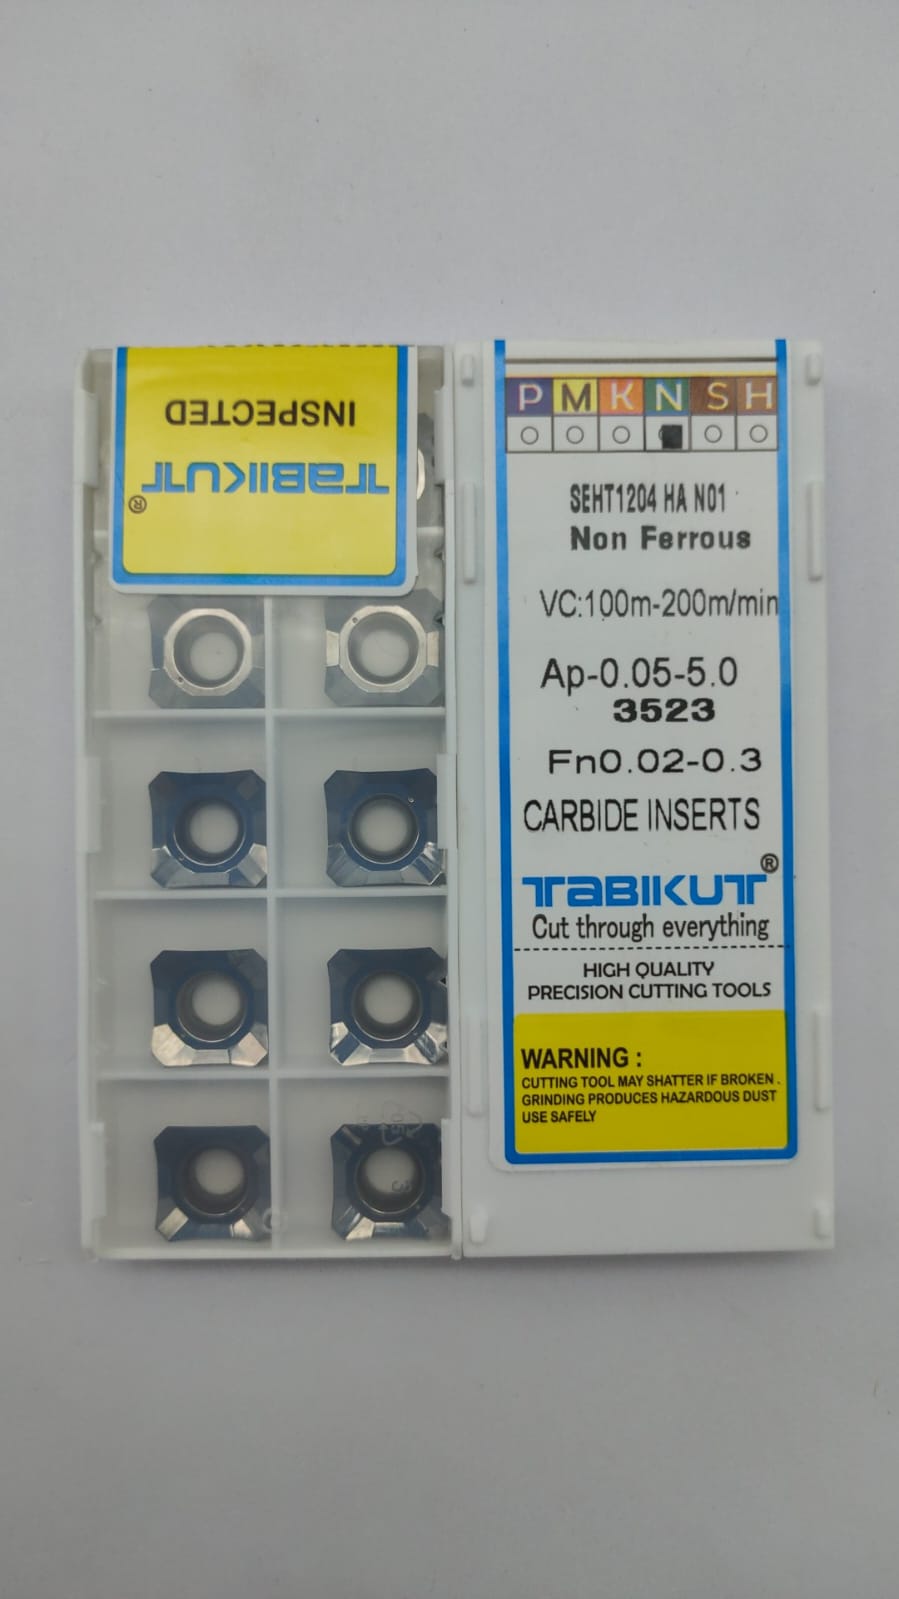 INSPECTED
TABIKUT
®
P M K N S H
SEHT1204 HA N01
Non Ferrous
VC:100m-200m/min
Ap-0.05-5.0
3523
Fn0.02-0.3
CARBIDE INSERTS
TABIKUT®
Cut through everything
HIGH QUALITY
PRECISION CUTTING TOOLS
WARNING :
CUTTING TOOL MAY SHATTER IF BROKEN .
GRINDING PRODUCES HAZARDOUS DUST
USE SAFELY